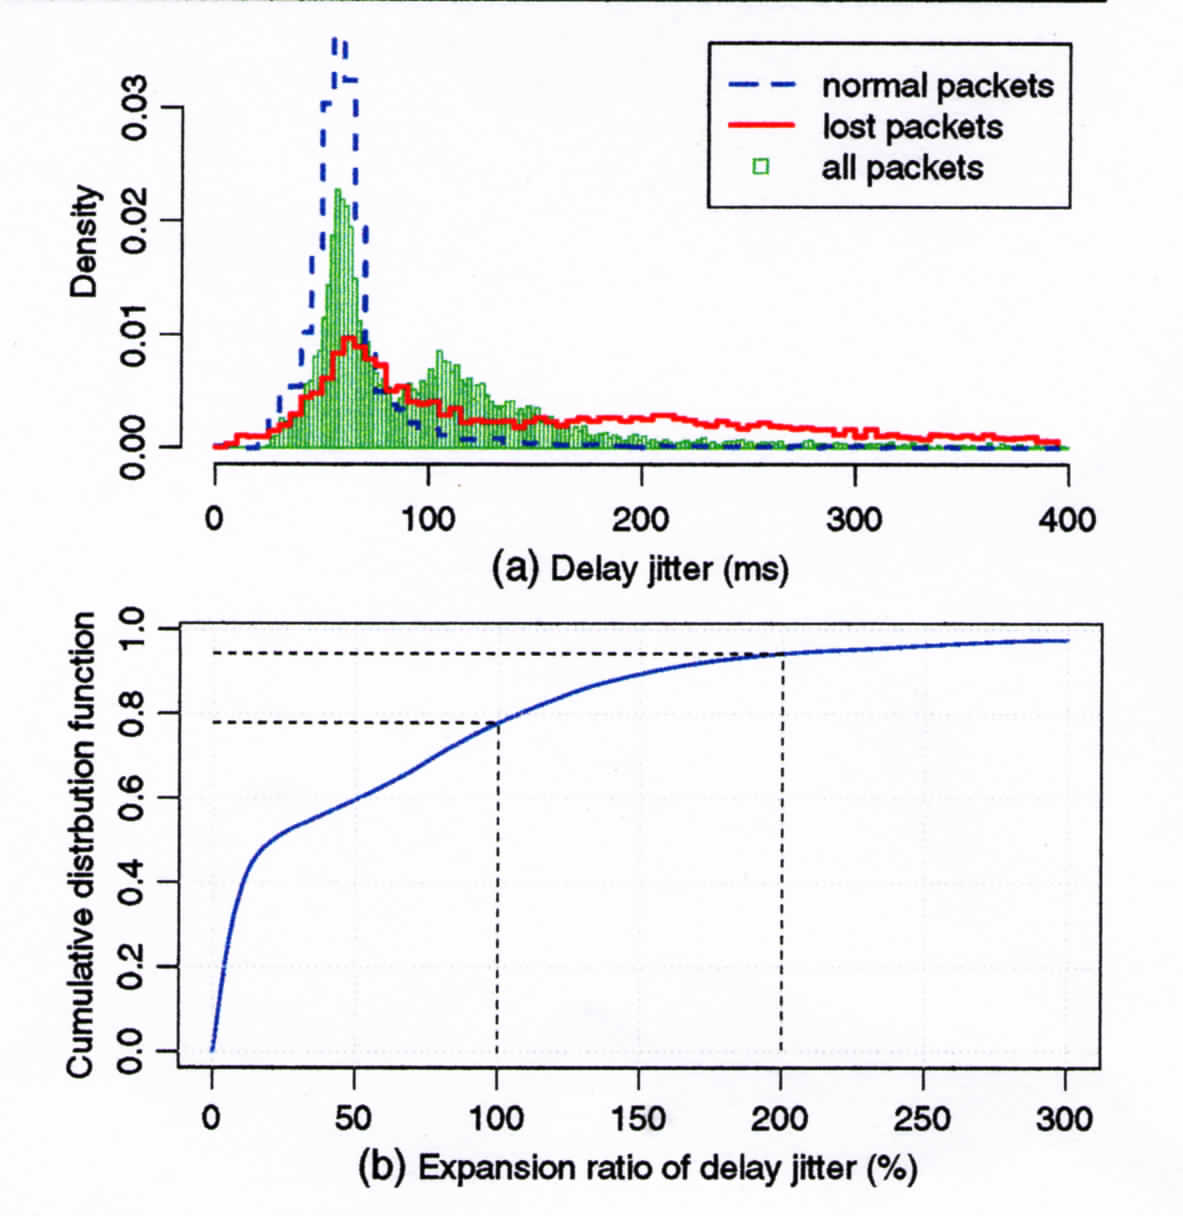 normal packets
lost packets
all packets
Density
0.00 0.01 0.02 0.03
0 100 200 300 400
(a) Delay jitter (ms)
Cumulative distrbution function
0.0 0.2 0.4 0.6 0.8 1.0
0 50 100 150 200 250 300
(b) Expansion ratio of delay jitter (%)